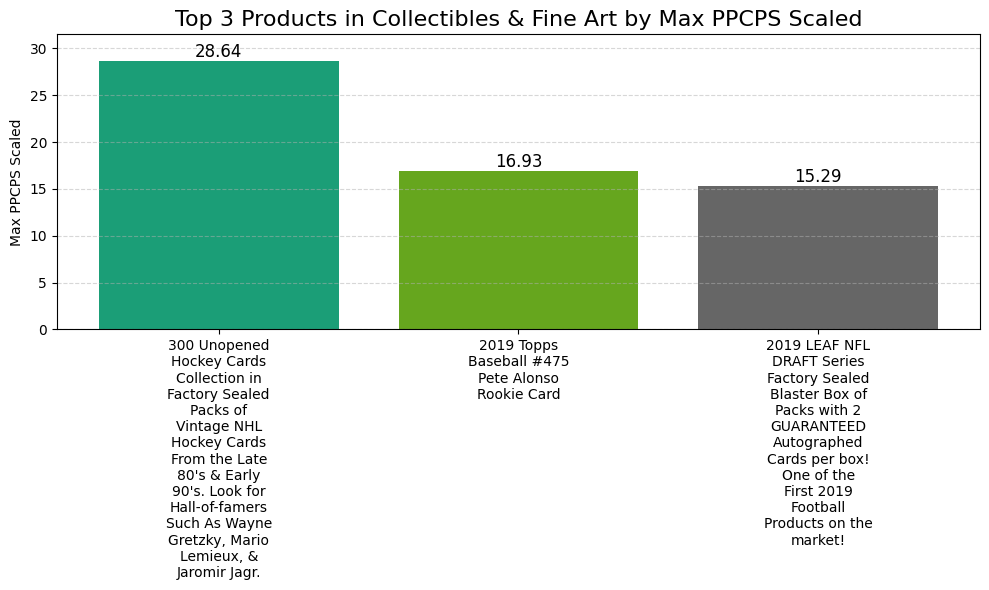 Top 3 Products in Collectibles & Fine Art by Max PPCPS Scaled
Max PPCPS Scaled
30
25
20
15
10
5
0
28.64
16.93
15.29
300 Unopened
Hockey Cards
Collection in
Factory Sealed
Packs of
Vintage NHL
Hockey Cards
From the Late
80's & Early
90's. Look for
Hall-of-famers
Such As Wayne
Gretzky, Mario
Lemieux, &
Jaromir Jagr.
2019 Topps
Baseball #475
Pete Alonso
Rookie Card
2019 LEAF NFL
DRAFT Series
Factory Sealed
Blaster Box of
Packs with 2
GUARANTEED
Autographed
Cards per box!
One of the
First 2019
Football
Products on the
market!